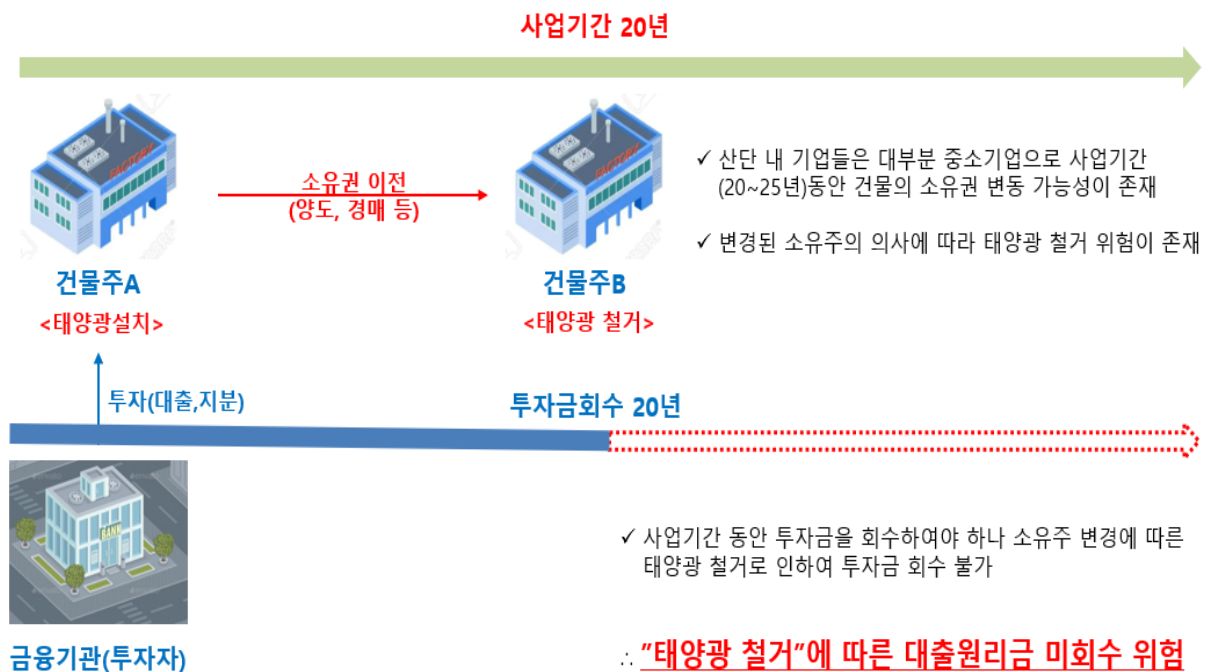 사업기간 20년
FACTORY
소유권 이전
(양도, 경매 등)
건물주A
<태양광설치>
건물주B
<태양광 철거>
✓ 산단 내 기업들은 대부분 중소기업으로 사업기간
(20~25년)동안 건물의 소유권 변동 가능성이 존재
✓ 변경된 소유주의 의사에 따라 태양광 철거 위험이 존재
투자(대출,지분)
투자금회수 20년
BANK
금융기관(투자자)
✓ 사업기간 동안 투자금을 회수하여야 하나 소유주 변경에 따른
태양광 철거로 인하여 투자금 회수 불가
∴ "태양광 철거"에 따른 대출원리금 미회수 위험